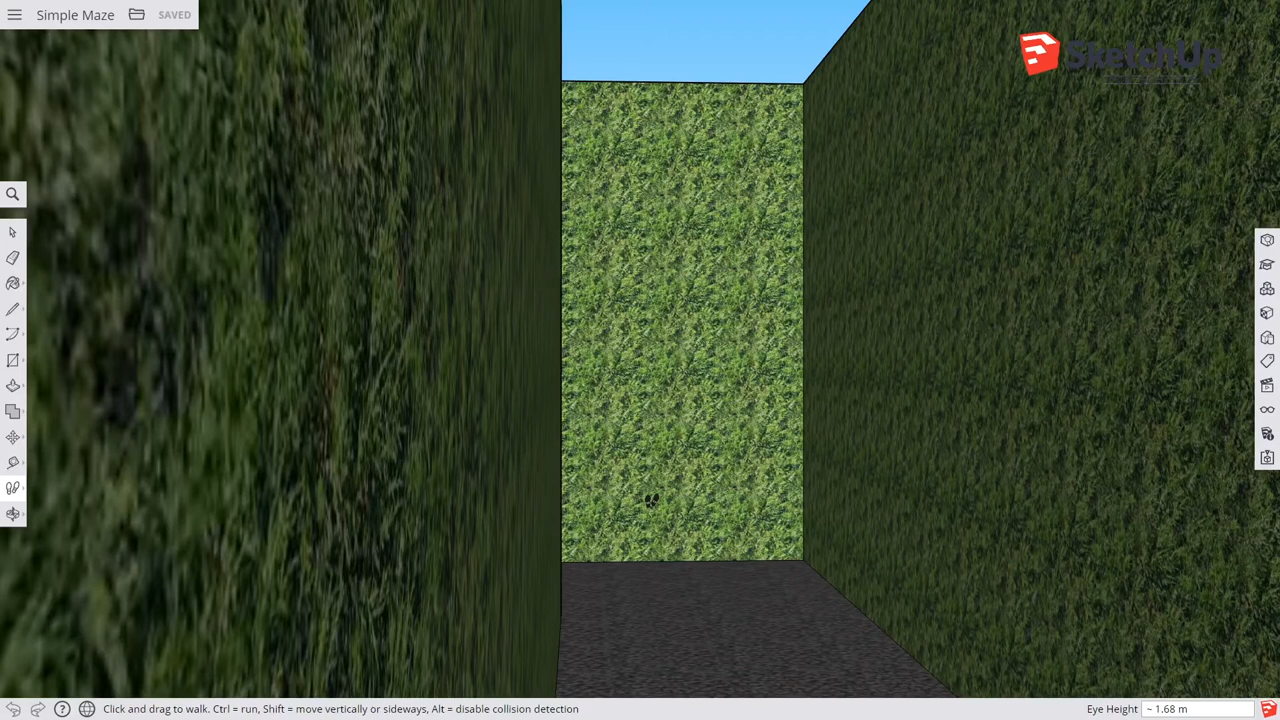 Simple Maze SAVED
SketchUp
Click and drag to walk. Ctrl = run, Shift = move vertically or sideways, Alt = disable collision detection
Eye Height ~ 1.68 m